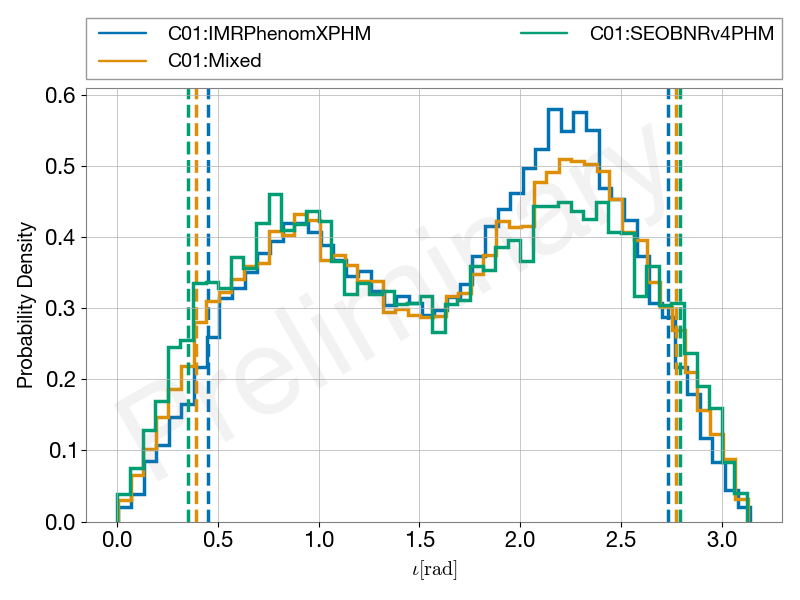 C01:IMRPhenomXPHM
C01:SEOBNRv4PHM
C01:Mixed
Preliminary
Probability Density
0.6
0.5
0.4
0.3
0.2
0.1
0.0
0.0 0.5 1.0 1.5 2.0 2.5 3.0
ι[rad]